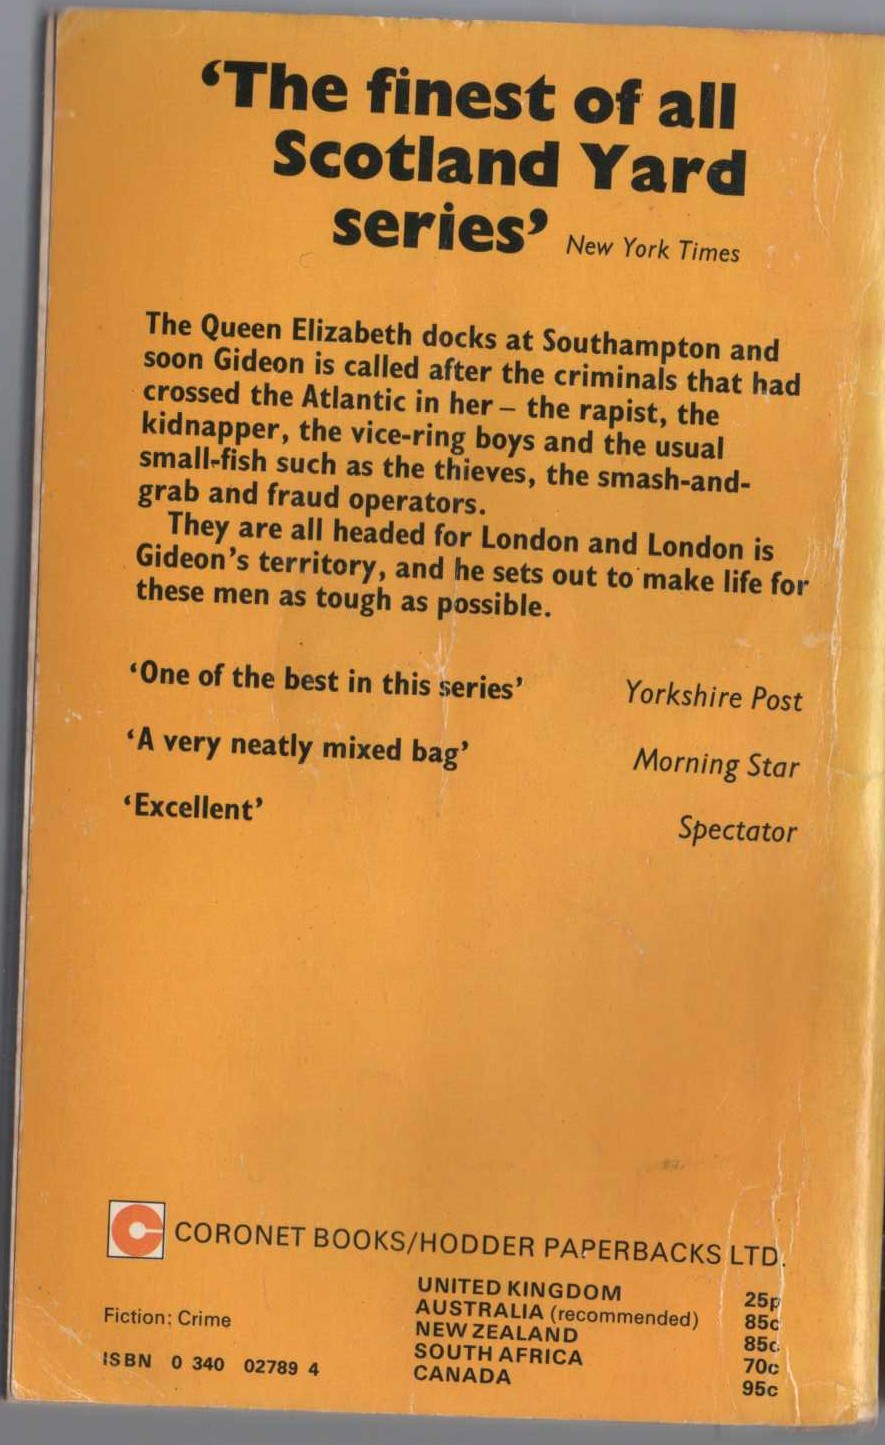 ‘The finest of all
Scotland Yard
series’ New York Times
The Queen Elizabeth docks at Southampton and
soon Gideon is called after the criminals that had
crossed the Atlantic in her – the rapist, the
kidnapper, the vice-ring boys and the usual
small-fish such as the thieves, the smash-and-
grab and fraud operators.
They are all headed for London and London is
Gideon’s territory, and he sets out to make life for
these men as tough as possible.
‘One of the best in this series’ Yorkshire Post
‘A very neatly mixed bag’ Morning Star
‘Excellent’ Spectator
CORONET BOOKS/HODDER PAPERBACKS LTD.
Fiction: Crime
ISBN 0 340 02789 4
UNITED KINGDOM 25p
AUSTRALIA (recommended) 85c
NEW ZEALAND 85c
SOUTH AFRICA 70c
CANADA 95c